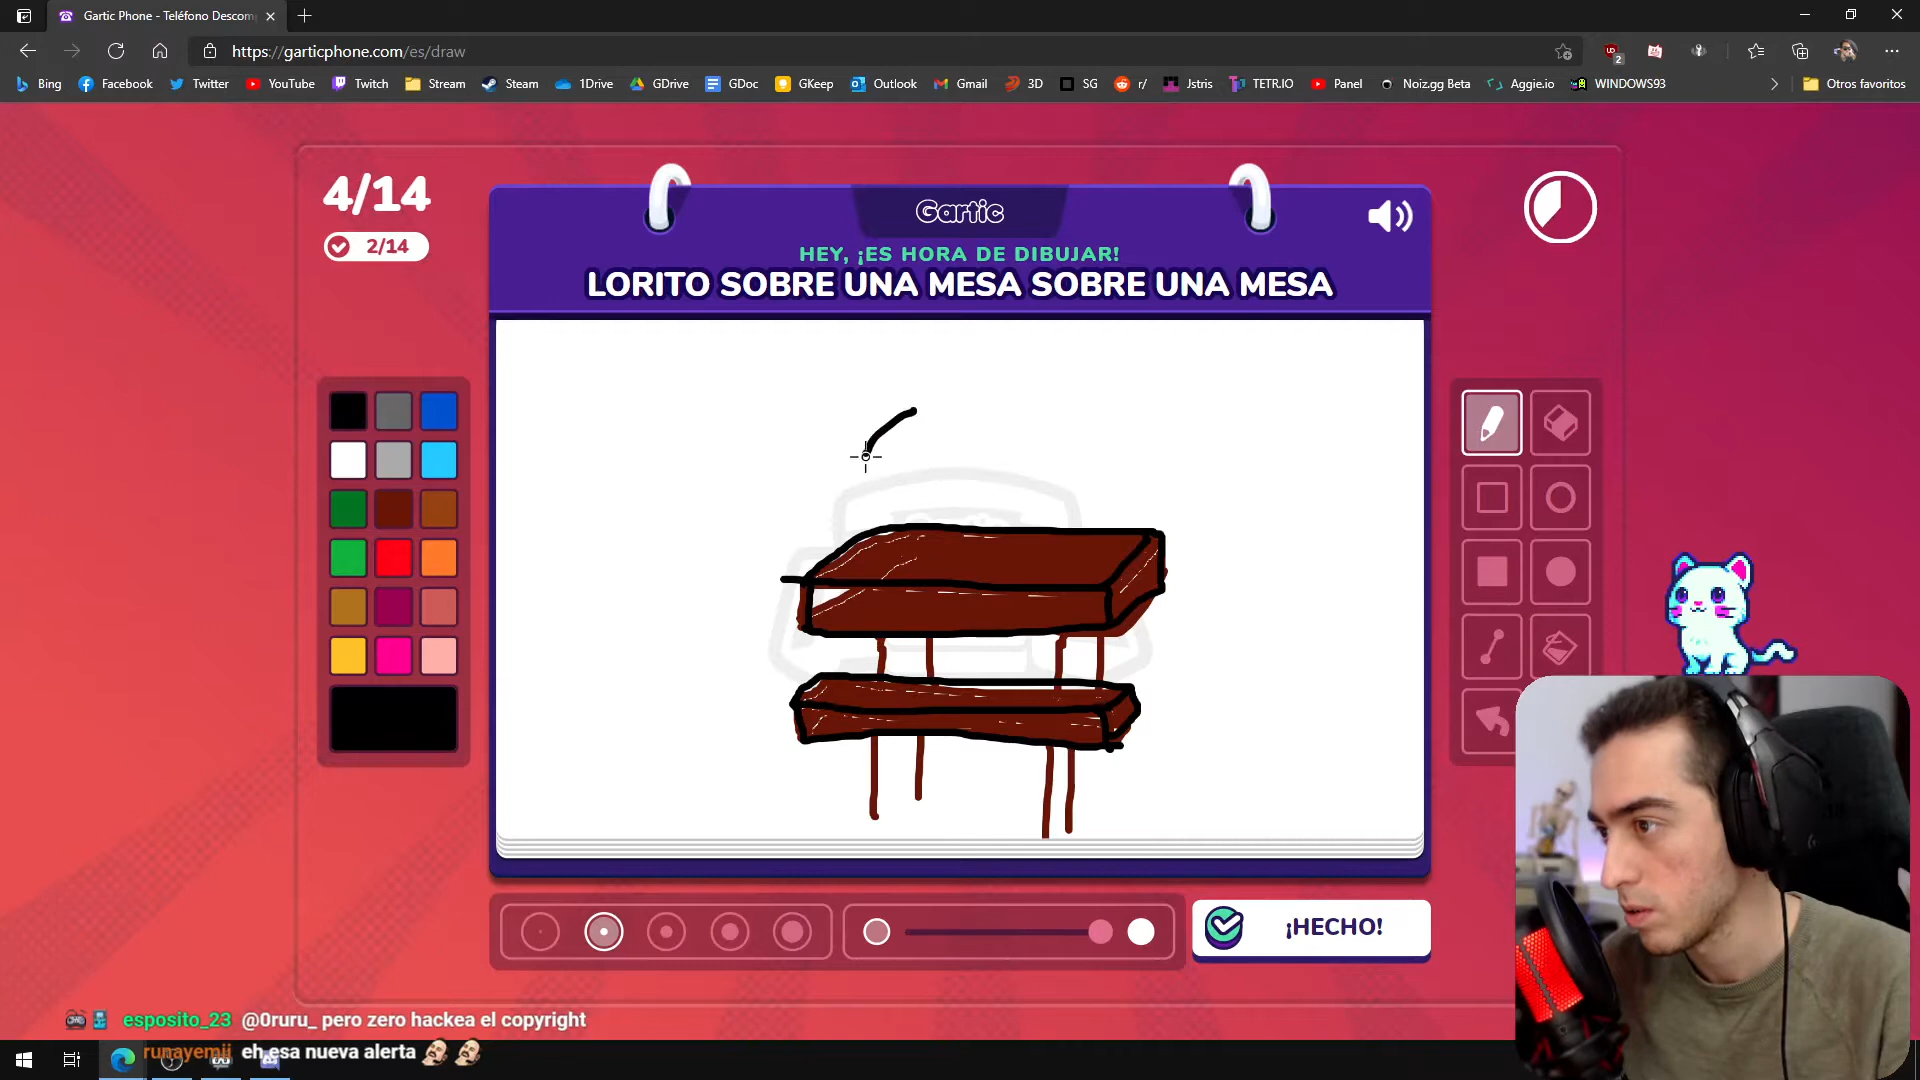 Gartic Phone - Teléfono Descom
https://garticphone.com/es/draw
2
Bing
Facebook
Twitter
YouTube
Twitch
Stream
Steam
1Drive
GDrive
GDoc
GKeep
Outlook
Gmail
3D
SG
r/
Jstris
TETR.IO
Panel
Noiz.gg Beta
Aggie.io
WINDOWS93
Otros favoritos
4/14
2/14
Gartic
HEY, ¡ES HORA DE DIBUJAR!
LORITO SOBRE UNA MESA SOBRE UNA MESA
¡HECHO!
esposito_23 @0ruru_ pero zero hackea el copyright
runayemii eh esa nueva alerta